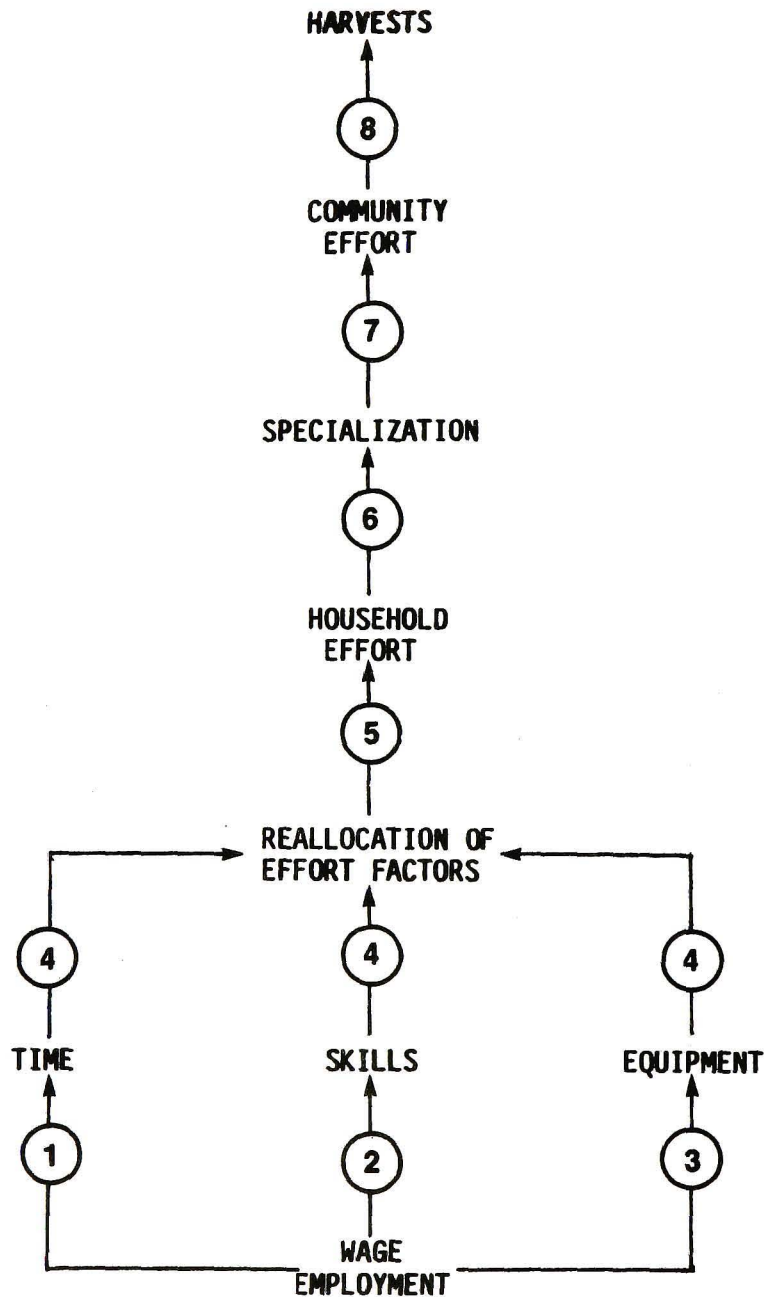 HARVESTS
8
COMMUNITY
EFFORT
7
SPECIALIZATION
6
HOUSEHOLD
EFFORT
5
REALLOCATION OF
EFFORT FACTORS
4 4 4
TIME SKILLS EQUIPMENT
1 2 3
WAGE
EMPLOYMENT